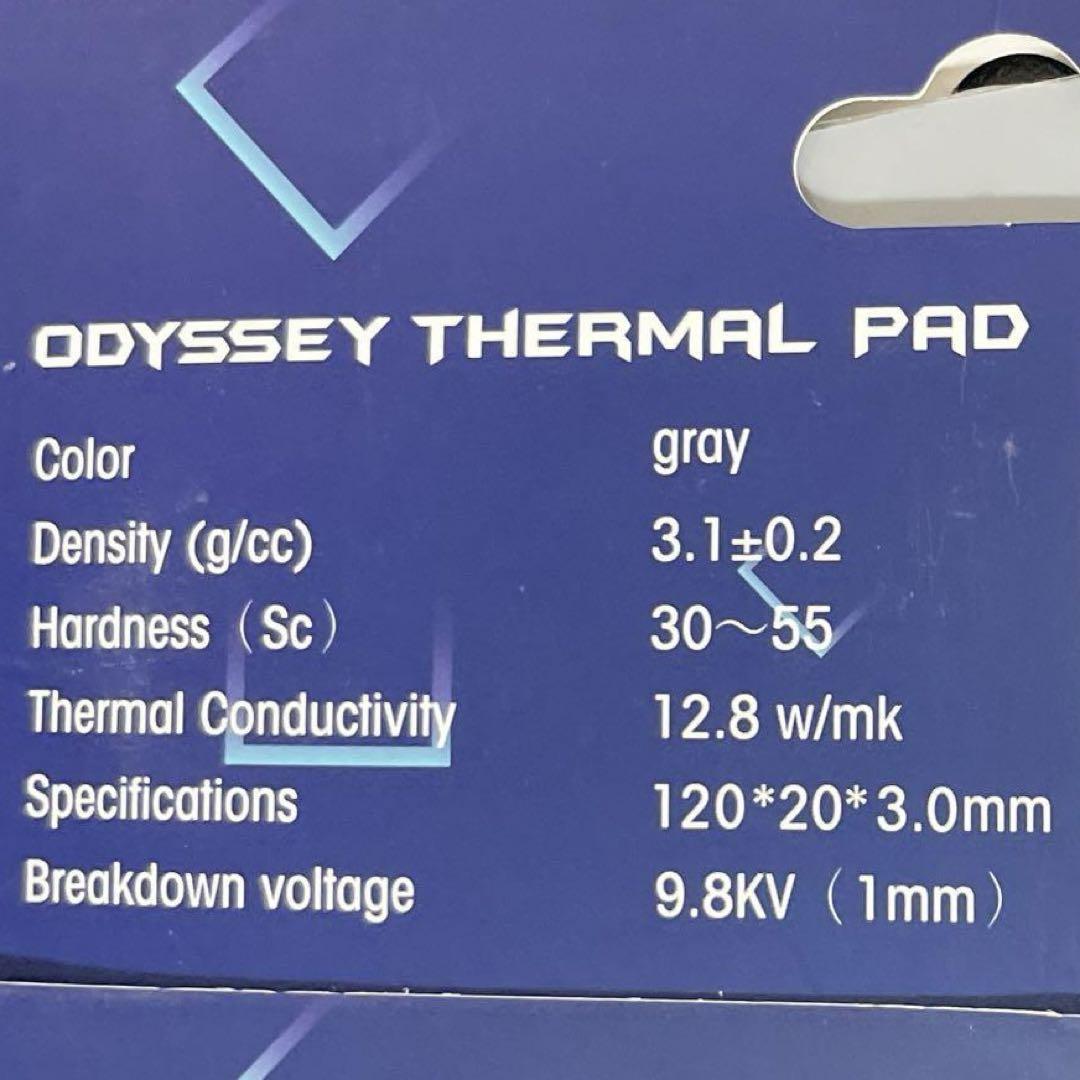 ODYSSEY THERMAL PAD
Color gray
Density (g/cc) 3.1±0.2
Hardness（Sc） 30～55
Thermal Conductivity 12.8 w/mk
Specifications 120*20*3.0mm
Breakdown voltage 9.8KV（1mm）